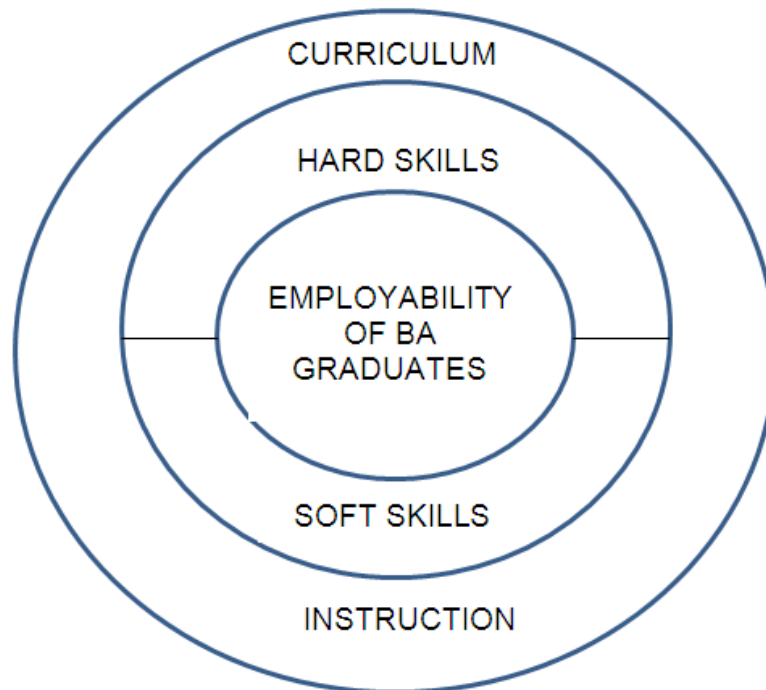 CURRICULUM
HARD SKILLS
EMPLOYABILITY
OF BA
GRADUATES
SOFT SKILLS
INSTRUCTION